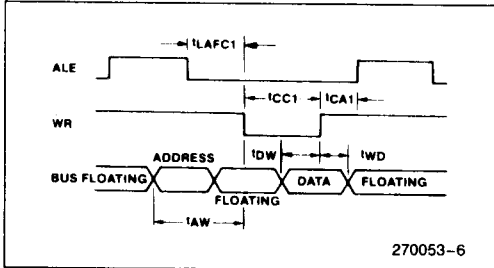 tLAFC1
ALE
tCC1
tCA1
WR
ADDRESS
tDW
tWD
BUS FLOATING
FLOATING
DATA
FLOATING
tAW
270053-6